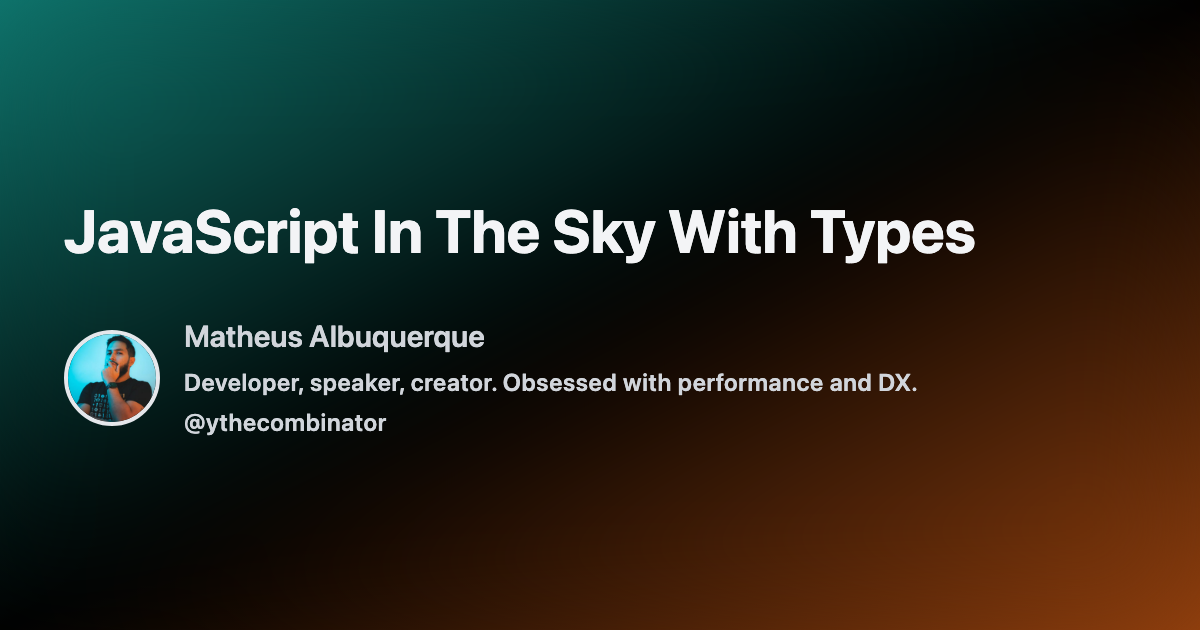 JavaScript In The Sky With Types
Matheus Albuquerque
Developer, speaker, creator. Obsessed with performance and DX.
@ythecombinator